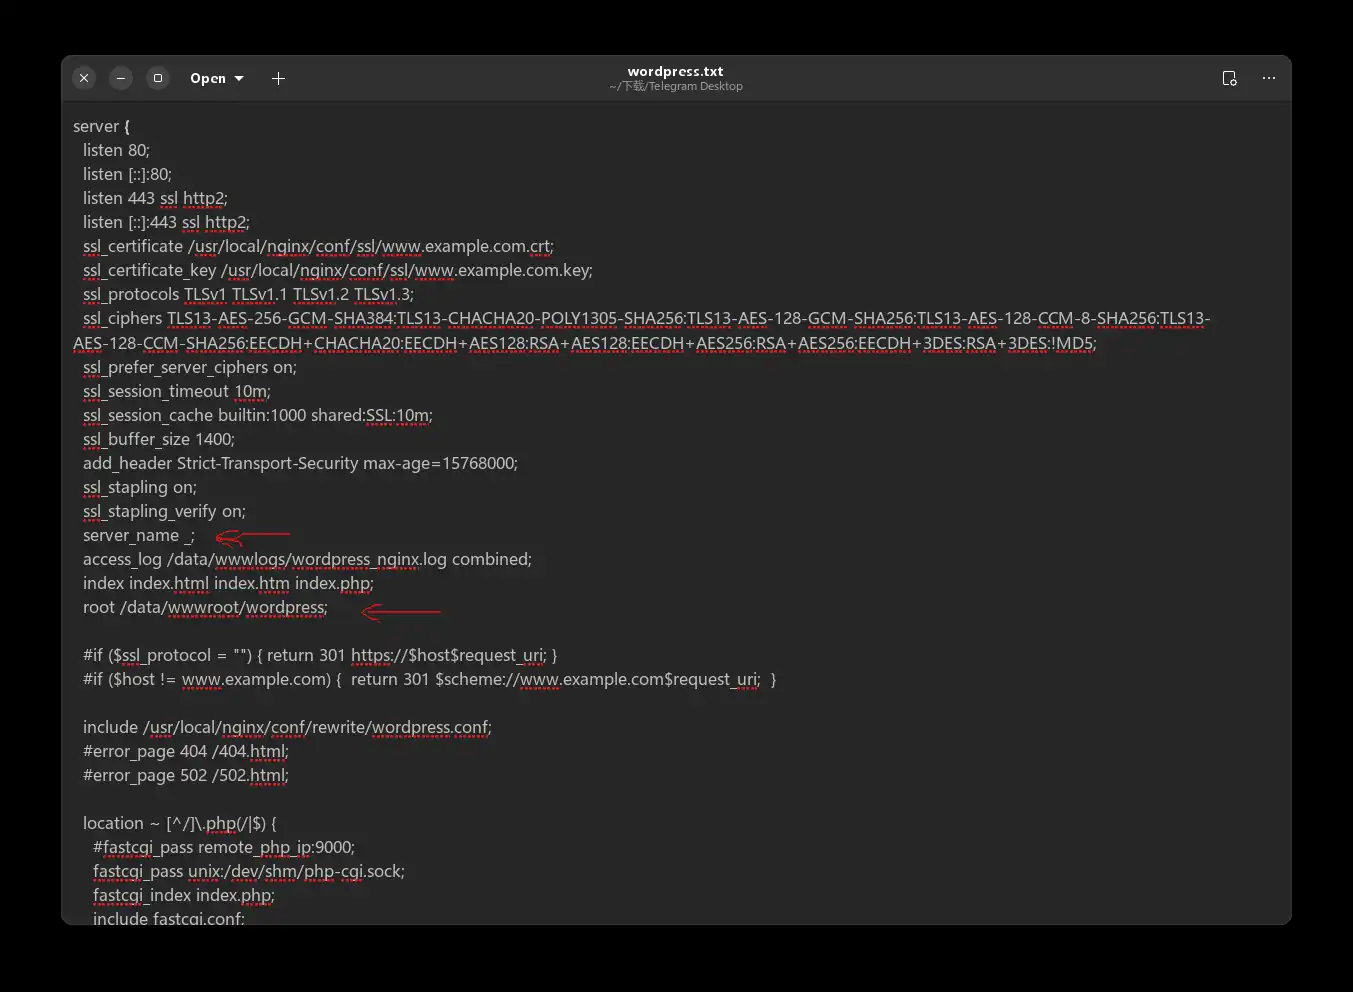 Open
wordpress.txt
~/下载/Telegram Desktop
server {
listen 80;
listen [::]:80;
listen 443 ssl http2;
listen [::]:443 ssl http2;
ssl_certificate /usr/local/nginx/conf/ssl/www.example.com.crt;
ssl_certificate_key /usr/local/nginx/conf/ssl/www.example.com.key;
ssl_protocols TLSv1 TLSv1.1 TLSv1.2 TLSv1.3;
ssl_ciphers TLS13-AES-256-GCM-SHA384:TLS13-CHACHA20-POLY1305-SHA256:TLS13-AES-128-GCM-SHA256:TLS13-AES-128-CCM-8-SHA256:TLS13-
AES-128-CCM-SHA256:EECDH+CHACHA20:EECDH+AES128:RSA+AES128:EECDH+AES256:RSA+AES256:EECDH+3DES:RSA+3DES:!MD5;
ssl_prefer_server_ciphers on;
ssl_session_timeout 10m;
ssl_session_cache builtin:1000 shared:SSL:10m;
ssl_buffer_size 1400;
add_header Strict-Transport-Security max-age=15768000;
ssl_stapling on;
ssl_stapling_verify on;
server_name _;
access_log /data/wwwlogs/wordpress_nginx.log combined;
index index.html index.htm index.php;
root /data/wwwroot/wordpress;
#if ($ssl_protocol = "") { return 301 https://$host$request_uri; }
#if ($host != www.example.com) {  return 301 $scheme://www.example.com$request_uri;  }
include /usr/local/nginx/conf/rewrite/wordpress.conf;
#error_page 404 /404.html;
#error_page 502 /502.html;
location ~ [^/]\.php(/|$) {
#fastcgi_pass remote_php_ip:9000;
fastcgi_pass unix:/dev/shm/php-cgi.sock;
fastcgi_index index.php;
include fastcgi.conf;